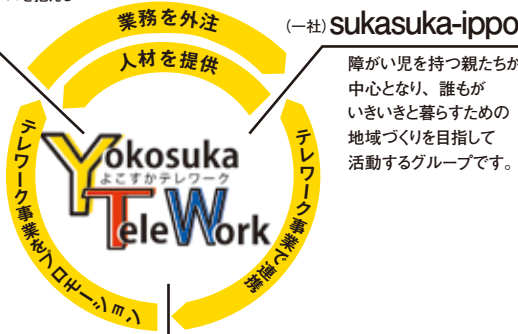 業務を外注
人材を提供
(一社)sukasuka-ippo
障がい児を持つ親たちが
中心となり、誰もが
いきいきと暮らすための
地域づくりを目指して
活動するグループです。
Yokosuka
よこすかテレワーク
TeleWork
テレワーク事業をプロモーション
テレワーク事業で連携